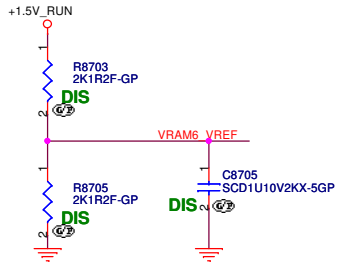 +1.5V_RUN
1
R8703
2K1R2F-GP
DIS
2
G/P
VRAM6_VREF
1
R8705
2K1R2F-GP
DIS
2
G/P
1
C8705
SCD1U10V2KX-5GP
DIS
2
G/P